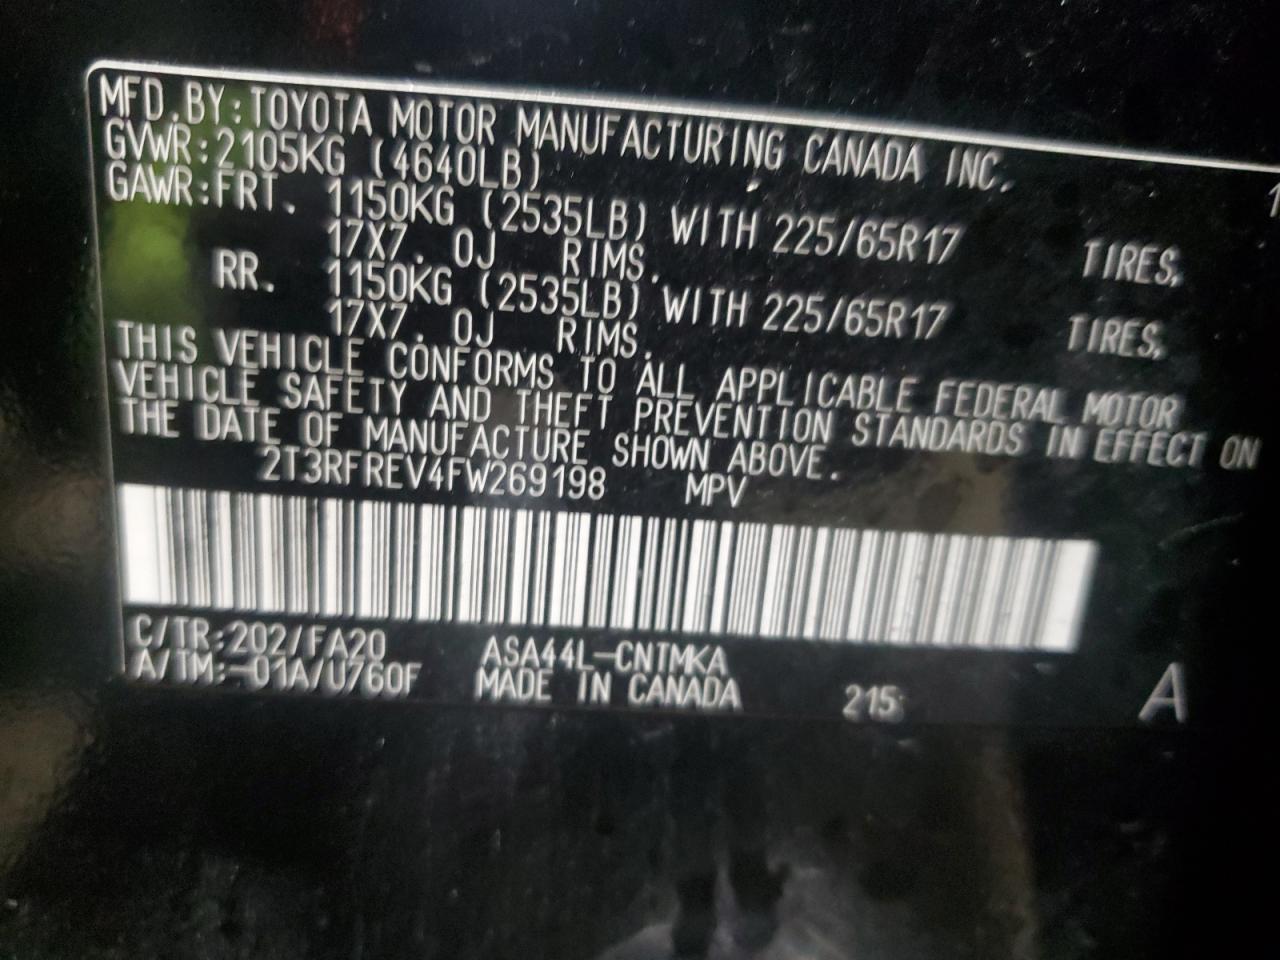 MFD.BY:TOYOTA MOTOR MANUFACTURING CANADA INC.
GVWR:2105KG (4640LB)
GAWR:FRT. 1150KG (2535LB) WITH 225/65R17 TIRES,
17X7.0J RIMS.
RR. 1150KG (2535LB) WITH 225/65R17 TIRES,
17X7.0J RIMS.
THIS VEHICLE CONFORMS TO ALL APPLICABLE FEDERAL MOTOR
VEHICLE SAFETY AND THEFT PREVENTION STANDARDS IN EFFECT ON
THE DATE OF MANUFACTURE SHOWN ABOVE.
2T3RFREV4FW269198 MPV
C/TR:202/FA20 ASA44L-CNTMKA
A/TM:-01A/U760F MADE IN CANADA 215 A